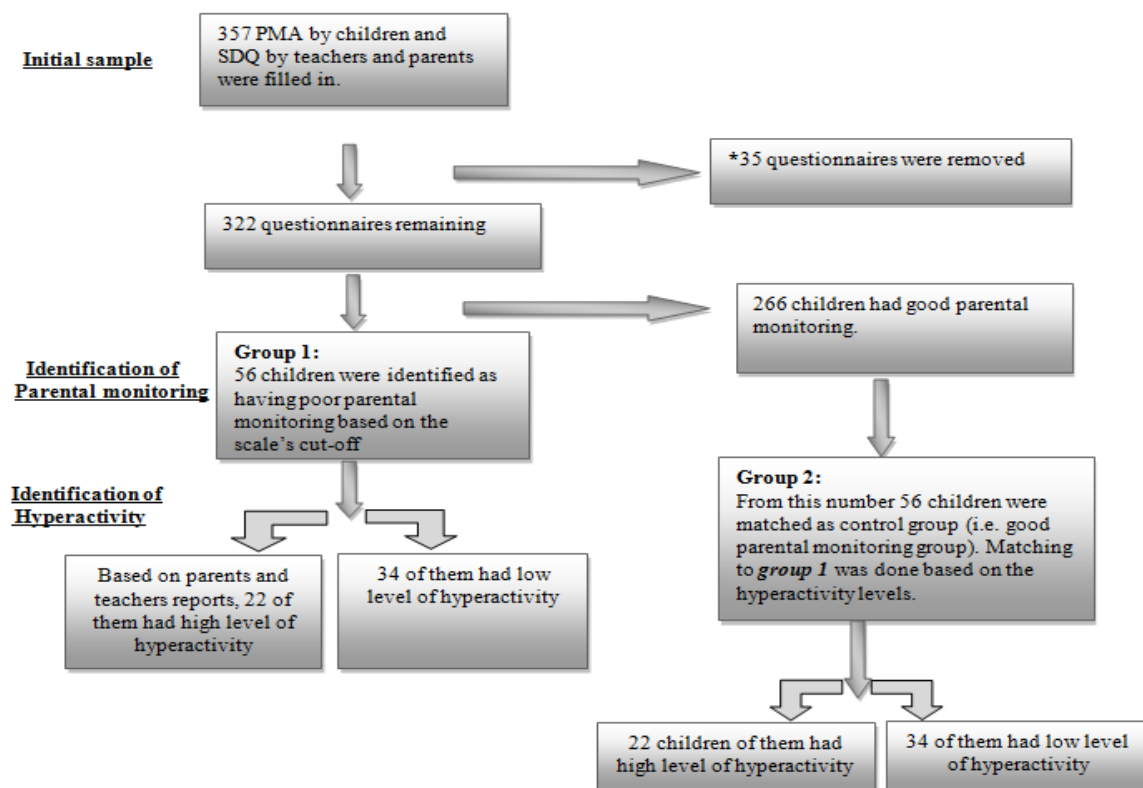 Initial sample
357 PMA by children and
SDQ by teachers and parents
were filled in.
*35 questionnaires were removed
322 questionnaires remaining
266 children had good parental
monitoring.
Identification of
Parental monitoring
Group 1:
56 children were identified as
having poor parental
monitoring based on the
scale’s cut-off
Identification of
Hyperactivity
Based on parents and
teachers reports, 22 of
them had high level of
hyperactivity
34 of them had low
level of hyperactivity
Group 2:
From this number 56 children were
matched as control group (i.e. good
parental monitoring group). Matching
to group 1 was done based on the
hyperactivity levels.
22 children of them had
high level of hyperactivity
34 of them had low level
of hyperactivity